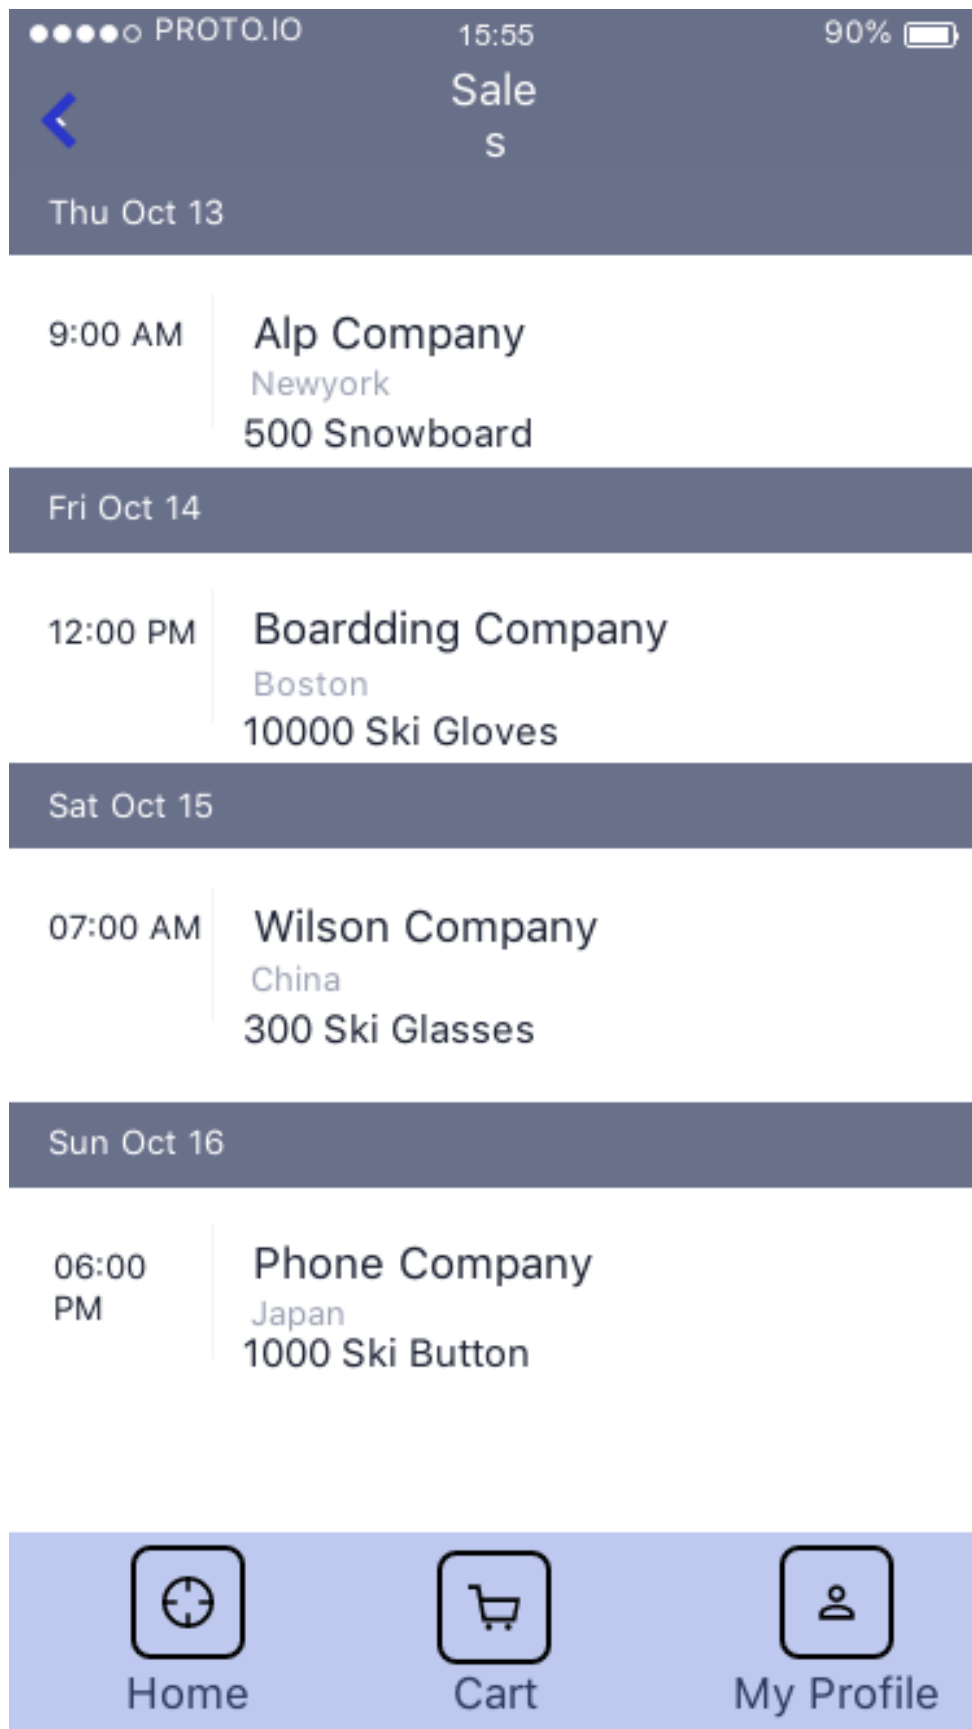 PROTO.IO 15:55 90%
Sale
s
Thu Oct 13
9:00 AM Alp Company
Newyork
500 Snowboard
Fri Oct 14
12:00 PM Boardding Company
Boston
10000 Ski Gloves
Sat Oct 15
07:00 AM Wilson Company
China
300 Ski Glasses
Sun Oct 16
06:00
PM
Phone Company
Japan
1000 Ski Button
Home Cart My Profile